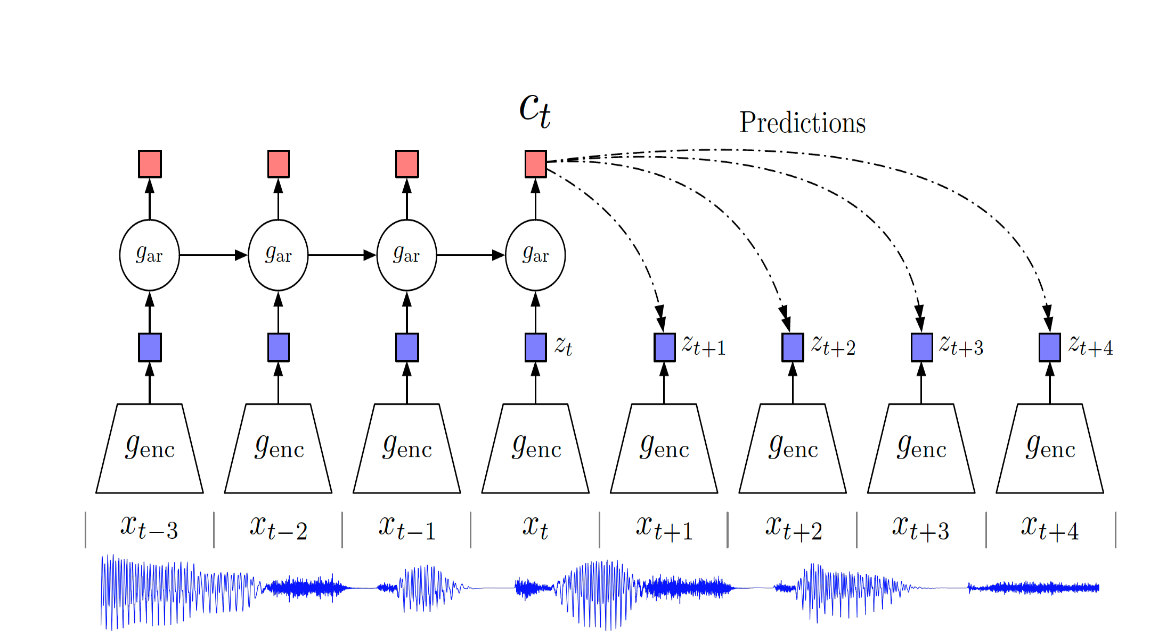 c_t
Predictions
g_ar g_ar g_ar g_ar
z_t z_{t+1} z_{t+2} z_{t+3} z_{t+4}
g_enc g_enc g_enc g_enc g_enc g_enc g_enc g_enc
x_{t−3} x_{t−2} x_{t−1} x_t x_{t+1} x_{t+2} x_{t+3} x_{t+4}